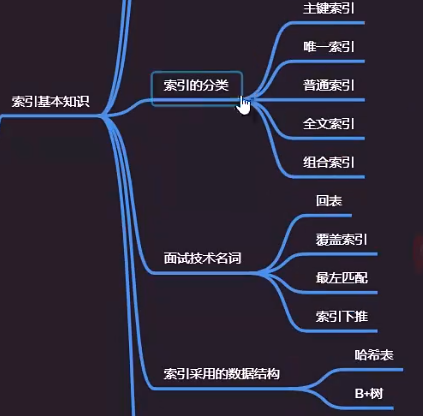 索引基本知识
索引的分类
主键索引
唯一索引
普通索引
全文索引
组合索引
面试技术名词
回表
覆盖索引
最左匹配
索引下推
索引采用的数据结构
哈希表
B+树